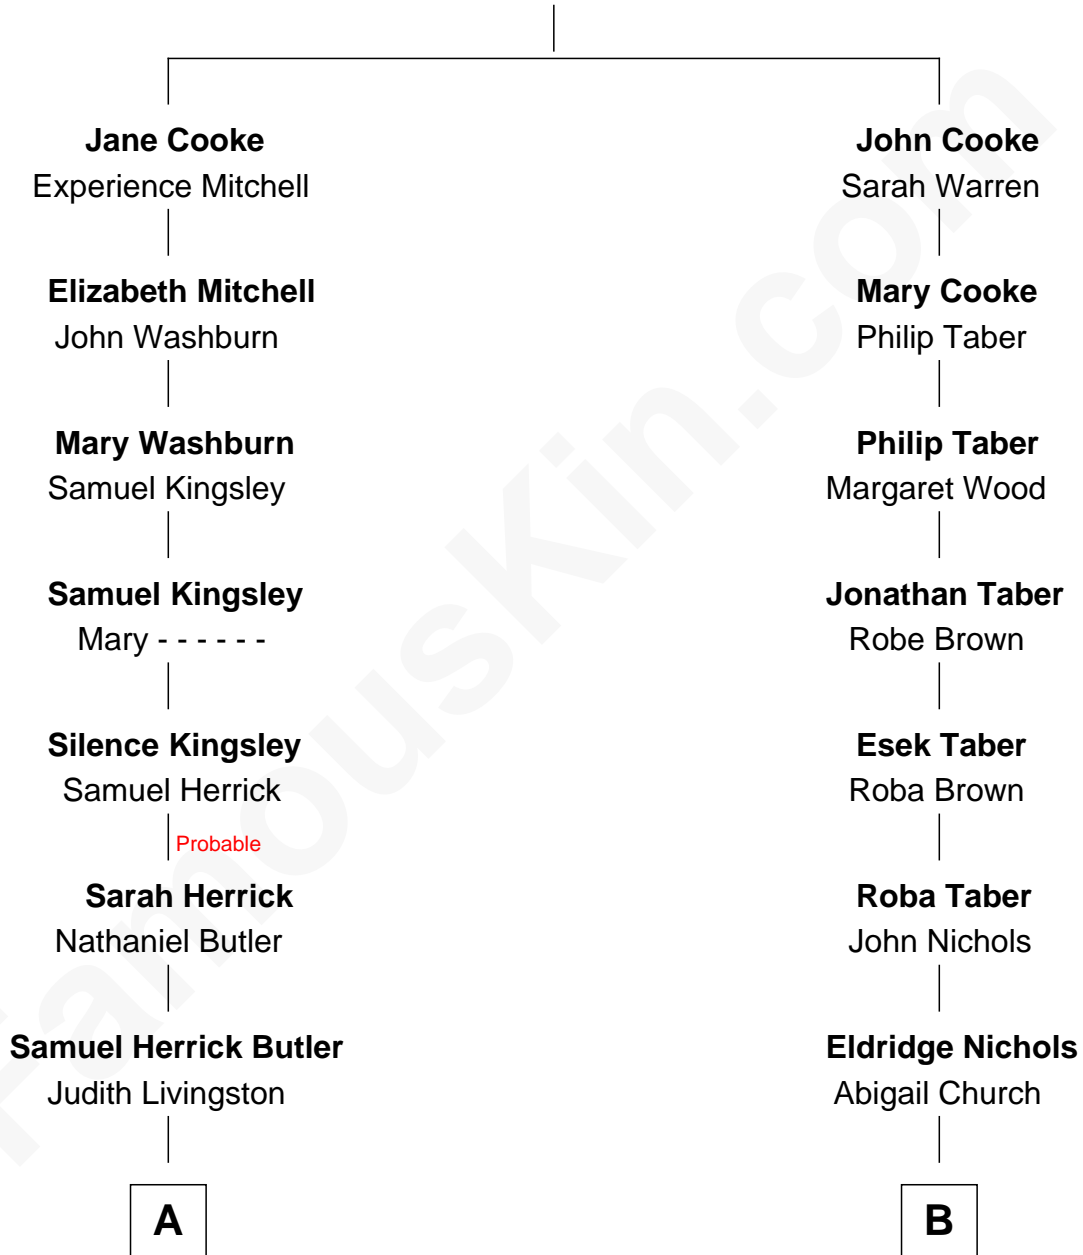 Jane Cooke
Experience Mitchell
Elizabeth Mitchell
John Washburn
Mary Washburn
Samuel Kingsley
Samuel Kingsley
Mary - - - - - -
Silence Kingsley
Samuel Herrick
Probable
Sarah Herrick
Nathaniel Butler
Samuel Herrick Butler
Judith Livingston
A
John Cooke
Sarah Warren
Mary Cooke
Philip Taber
Philip Taber
Margaret Wood
Jonathan Taber
Robe Brown
Esek Taber
Roba Brown
Roba Taber
John Nichols
Eldridge Nichols
Abigail Church
B
FamousKin.com